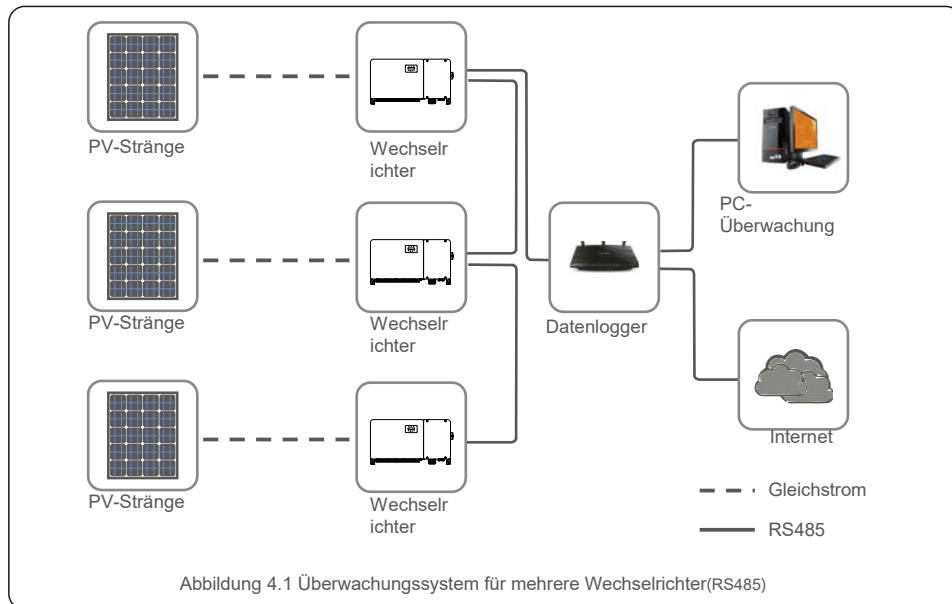 PV-Stränge
Wechselr
ichter
PC-
Überwachung
PV-Stränge
Wechselr
ichter
Datenlogger
Internet
PV-Stränge
Wechselr
ichter
Gleichstrom
RS485
Abbildung 4.1 Überwachungssystem für mehrere Wechselrichter(RS485)